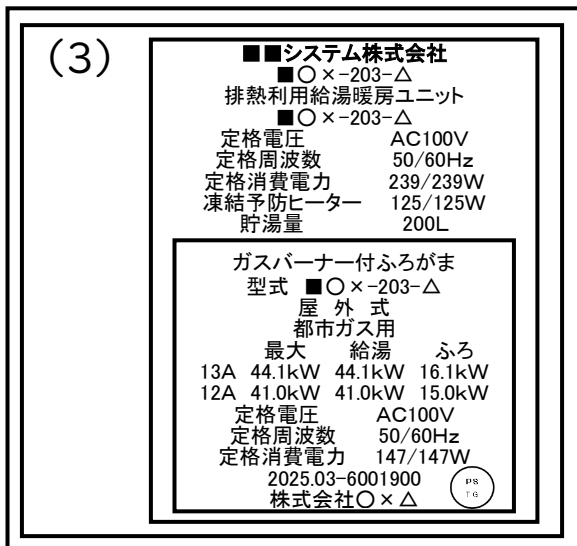 (3)
■■システム株式会社
■○×-203-△
排熱利用給湯暖房ユニット
■○×-203-△
定格電圧 AC100V
定格周波数 50/60Hz
定格消費電力 239/239W
凍結予防ヒーター 125/125W
貯湯量 200L
ガスバーナー付ふろがま
型式 ■○×-203-△
屋外式
都市ガス用
最大 給湯 ふろ
13A 44.1kW 44.1kW 16.1kW
12A 41.0kW 41.0kW 15.0kW
定格電圧 AC100V
定格周波数 50/60Hz
定格消費電力 147/147W
2025.03-6001900
株式会社○×△
PS
TG